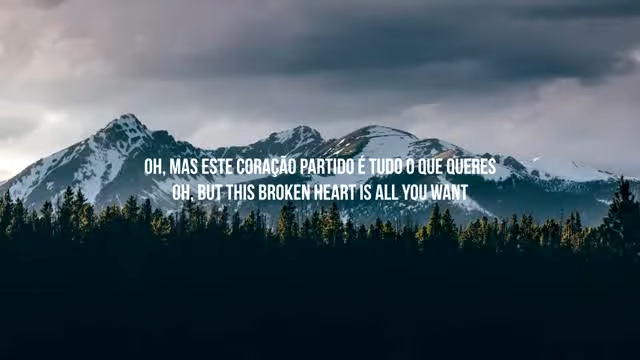 OH, MAS ESTE CORAÇÃO PARTIDO É TUDO O QUE QUERES
OH, BUT THIS BROKEN HEART IS ALL YOU WANT